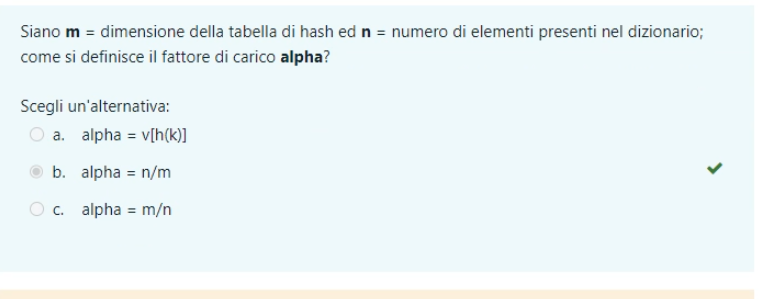 Siano m = dimensione della tabella di hash ed n = numero di elementi presenti nel dizionario;
come si definisce il fattore di carico alpha?
Scegli un'alternativa:
a. alpha = v[h(k)]
b. alpha = n/m
c. alpha = m/n